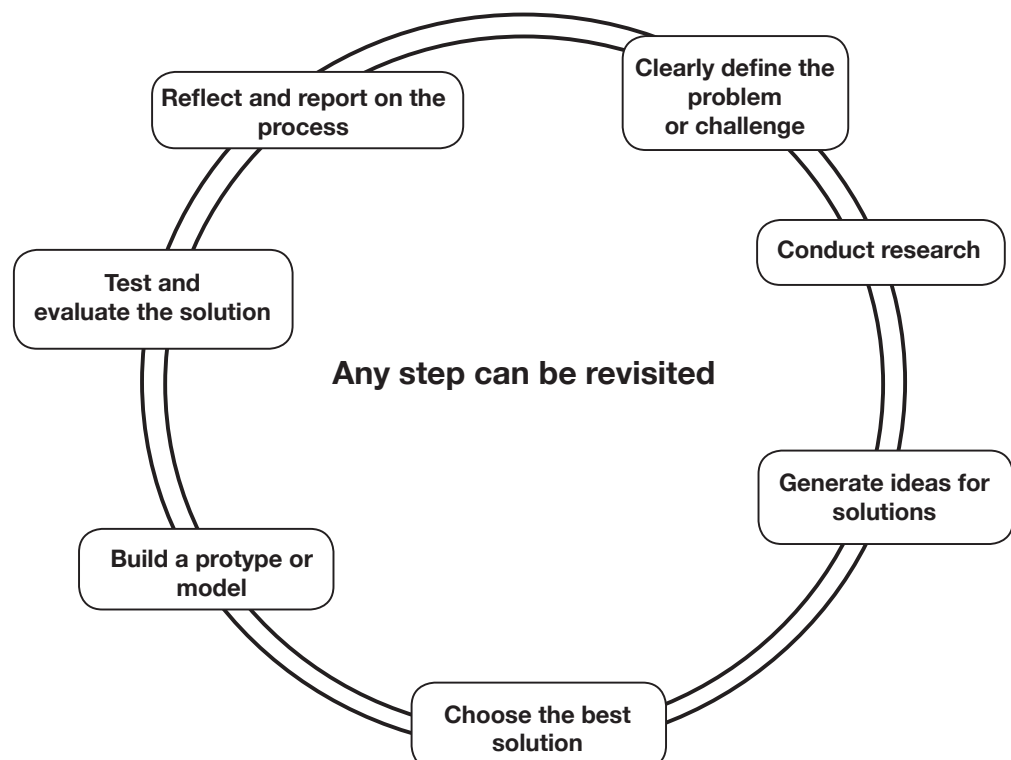 Clearly define the
problem
or challenge
Conduct research
Generate ideas for
solutions
Choose the best
solution
Build a protype or
model
Test and
evaluate the solution
Reflect and report on the
process
Any step can be revisited